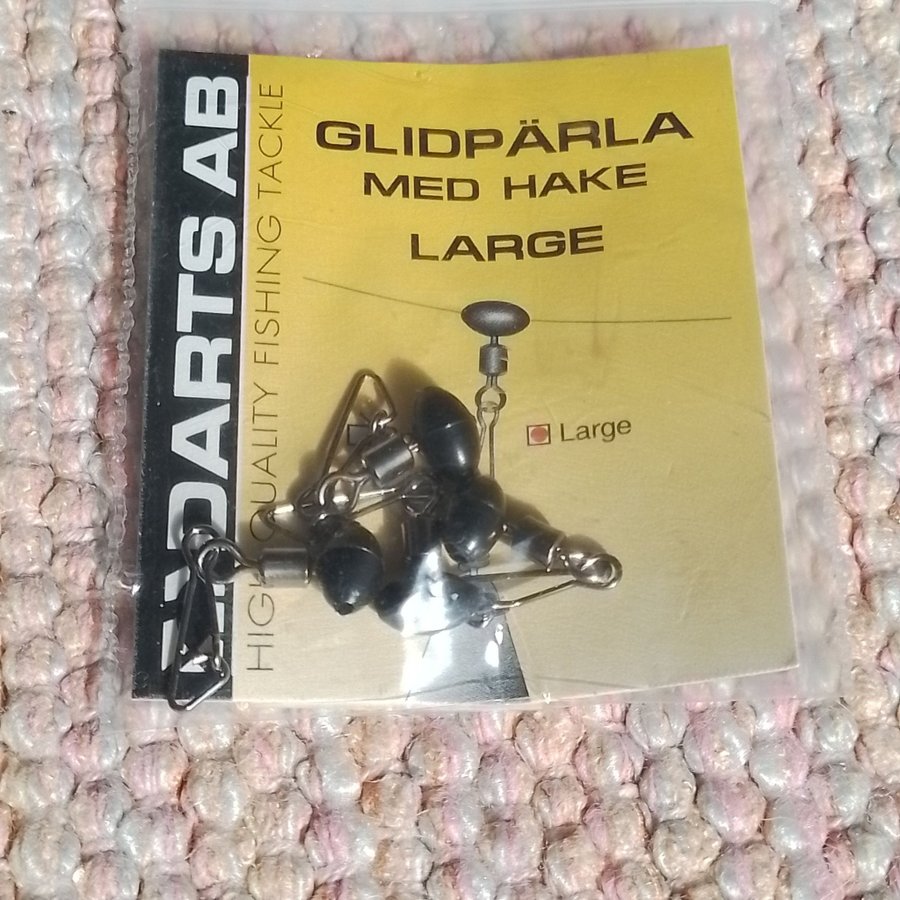 GLIDPÄRLA
MED HAKE
LARGE
Large
DARTS AB
HIGH QUALITY FISHING TACKLE